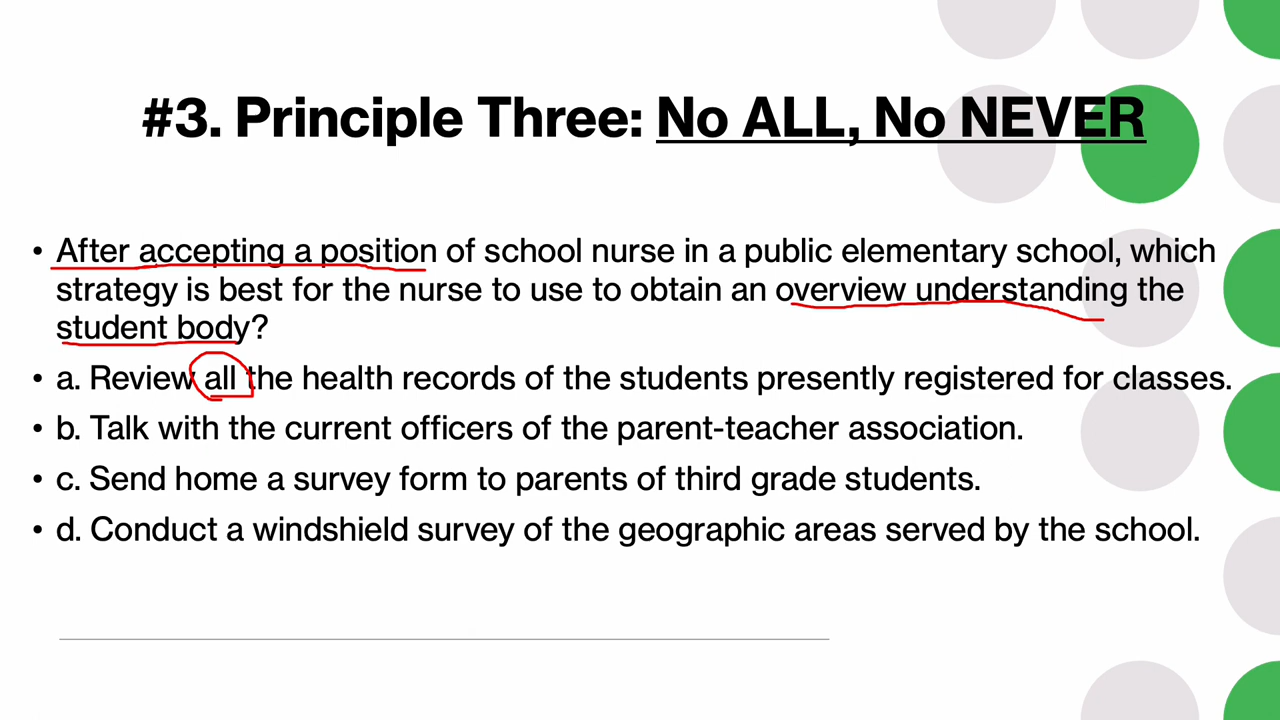 #3. Principle Three: No ALL, No NEVER
• After accepting a position of school nurse in a public elementary school, which
strategy is best for the nurse to use to obtain an overview understanding the
student body?
• a. Review all the health records of the students presently registered for classes.
• b. Talk with the current officers of the parent-teacher association.
• c. Send home a survey form to parents of third grade students.
• d. Conduct a windshield survey of the geographic areas served by the school.